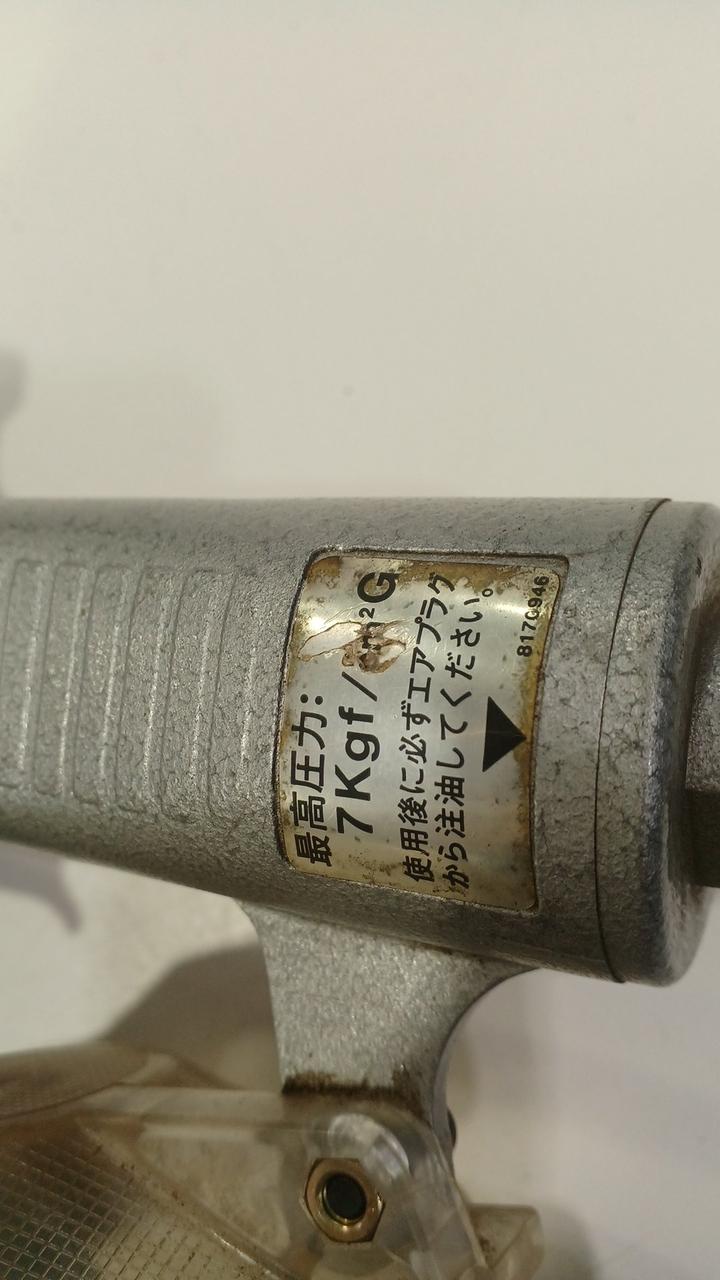 最高圧力:
7Kgf/cm²G
使用後に必ずエアプラグ
から注油してください。
8170946